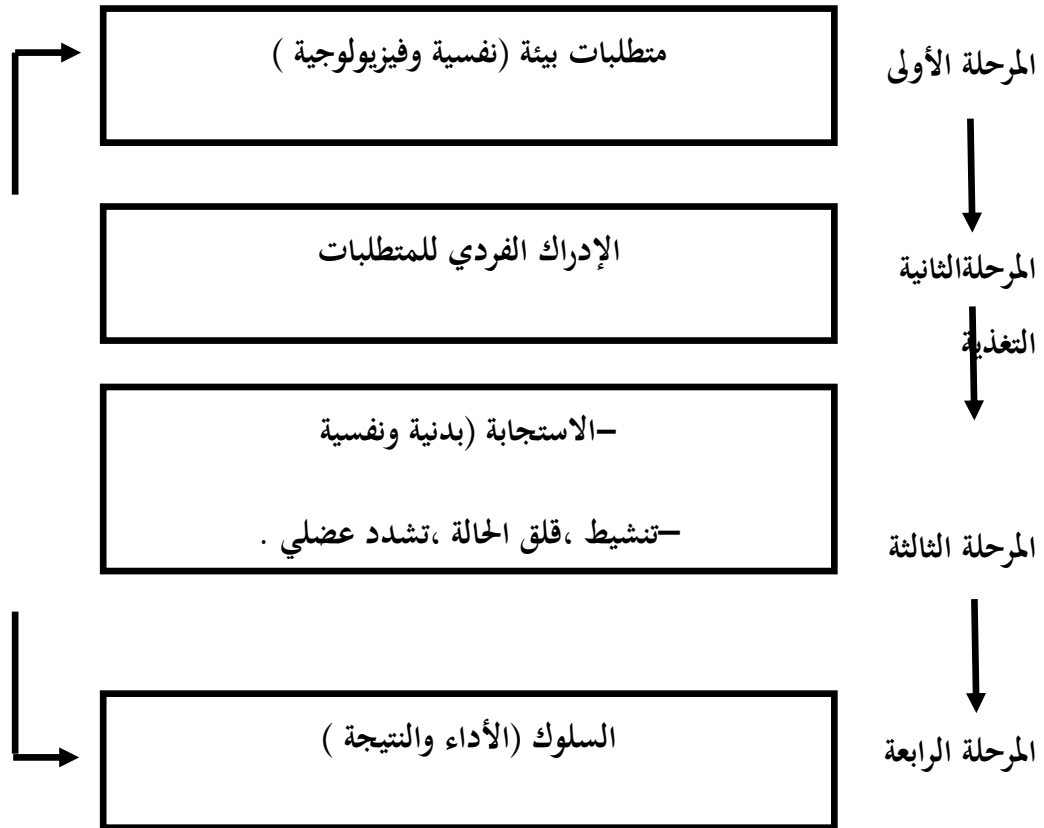 متطلبات بيئة (نفسية وفيزيولوجية )
المرحلة الأولى
الإدراك الفردي للمتطلبات
المرحلةالثانية
التغذية
–الاستجابة (بدنية ونفسية
–تنشيط ،قلق الحالة ،تشدد عضلي .
المرحلة الثالثة
السلوك (الأداء والنتيجة )
المرحلة الرابعة